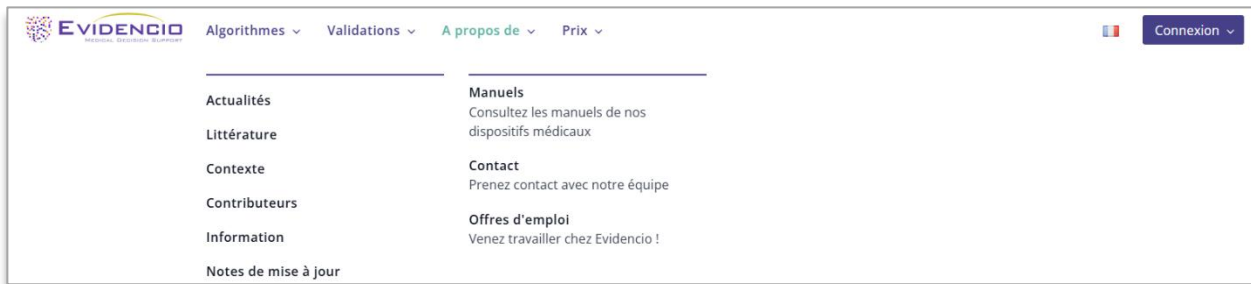 EVIDENCIO
MEDICAL DECISION SUPPORT
Algorithmes Validations A propos de Prix Connexion
Actualités
Littérature
Contexte
Contributeurs
Information
Notes de mise à jour
Manuels
Consultez les manuels de nos
dispositifs médicaux
Contact
Prenez contact avec notre équipe
Offres d'emploi
Venez travailler chez Evidencio !